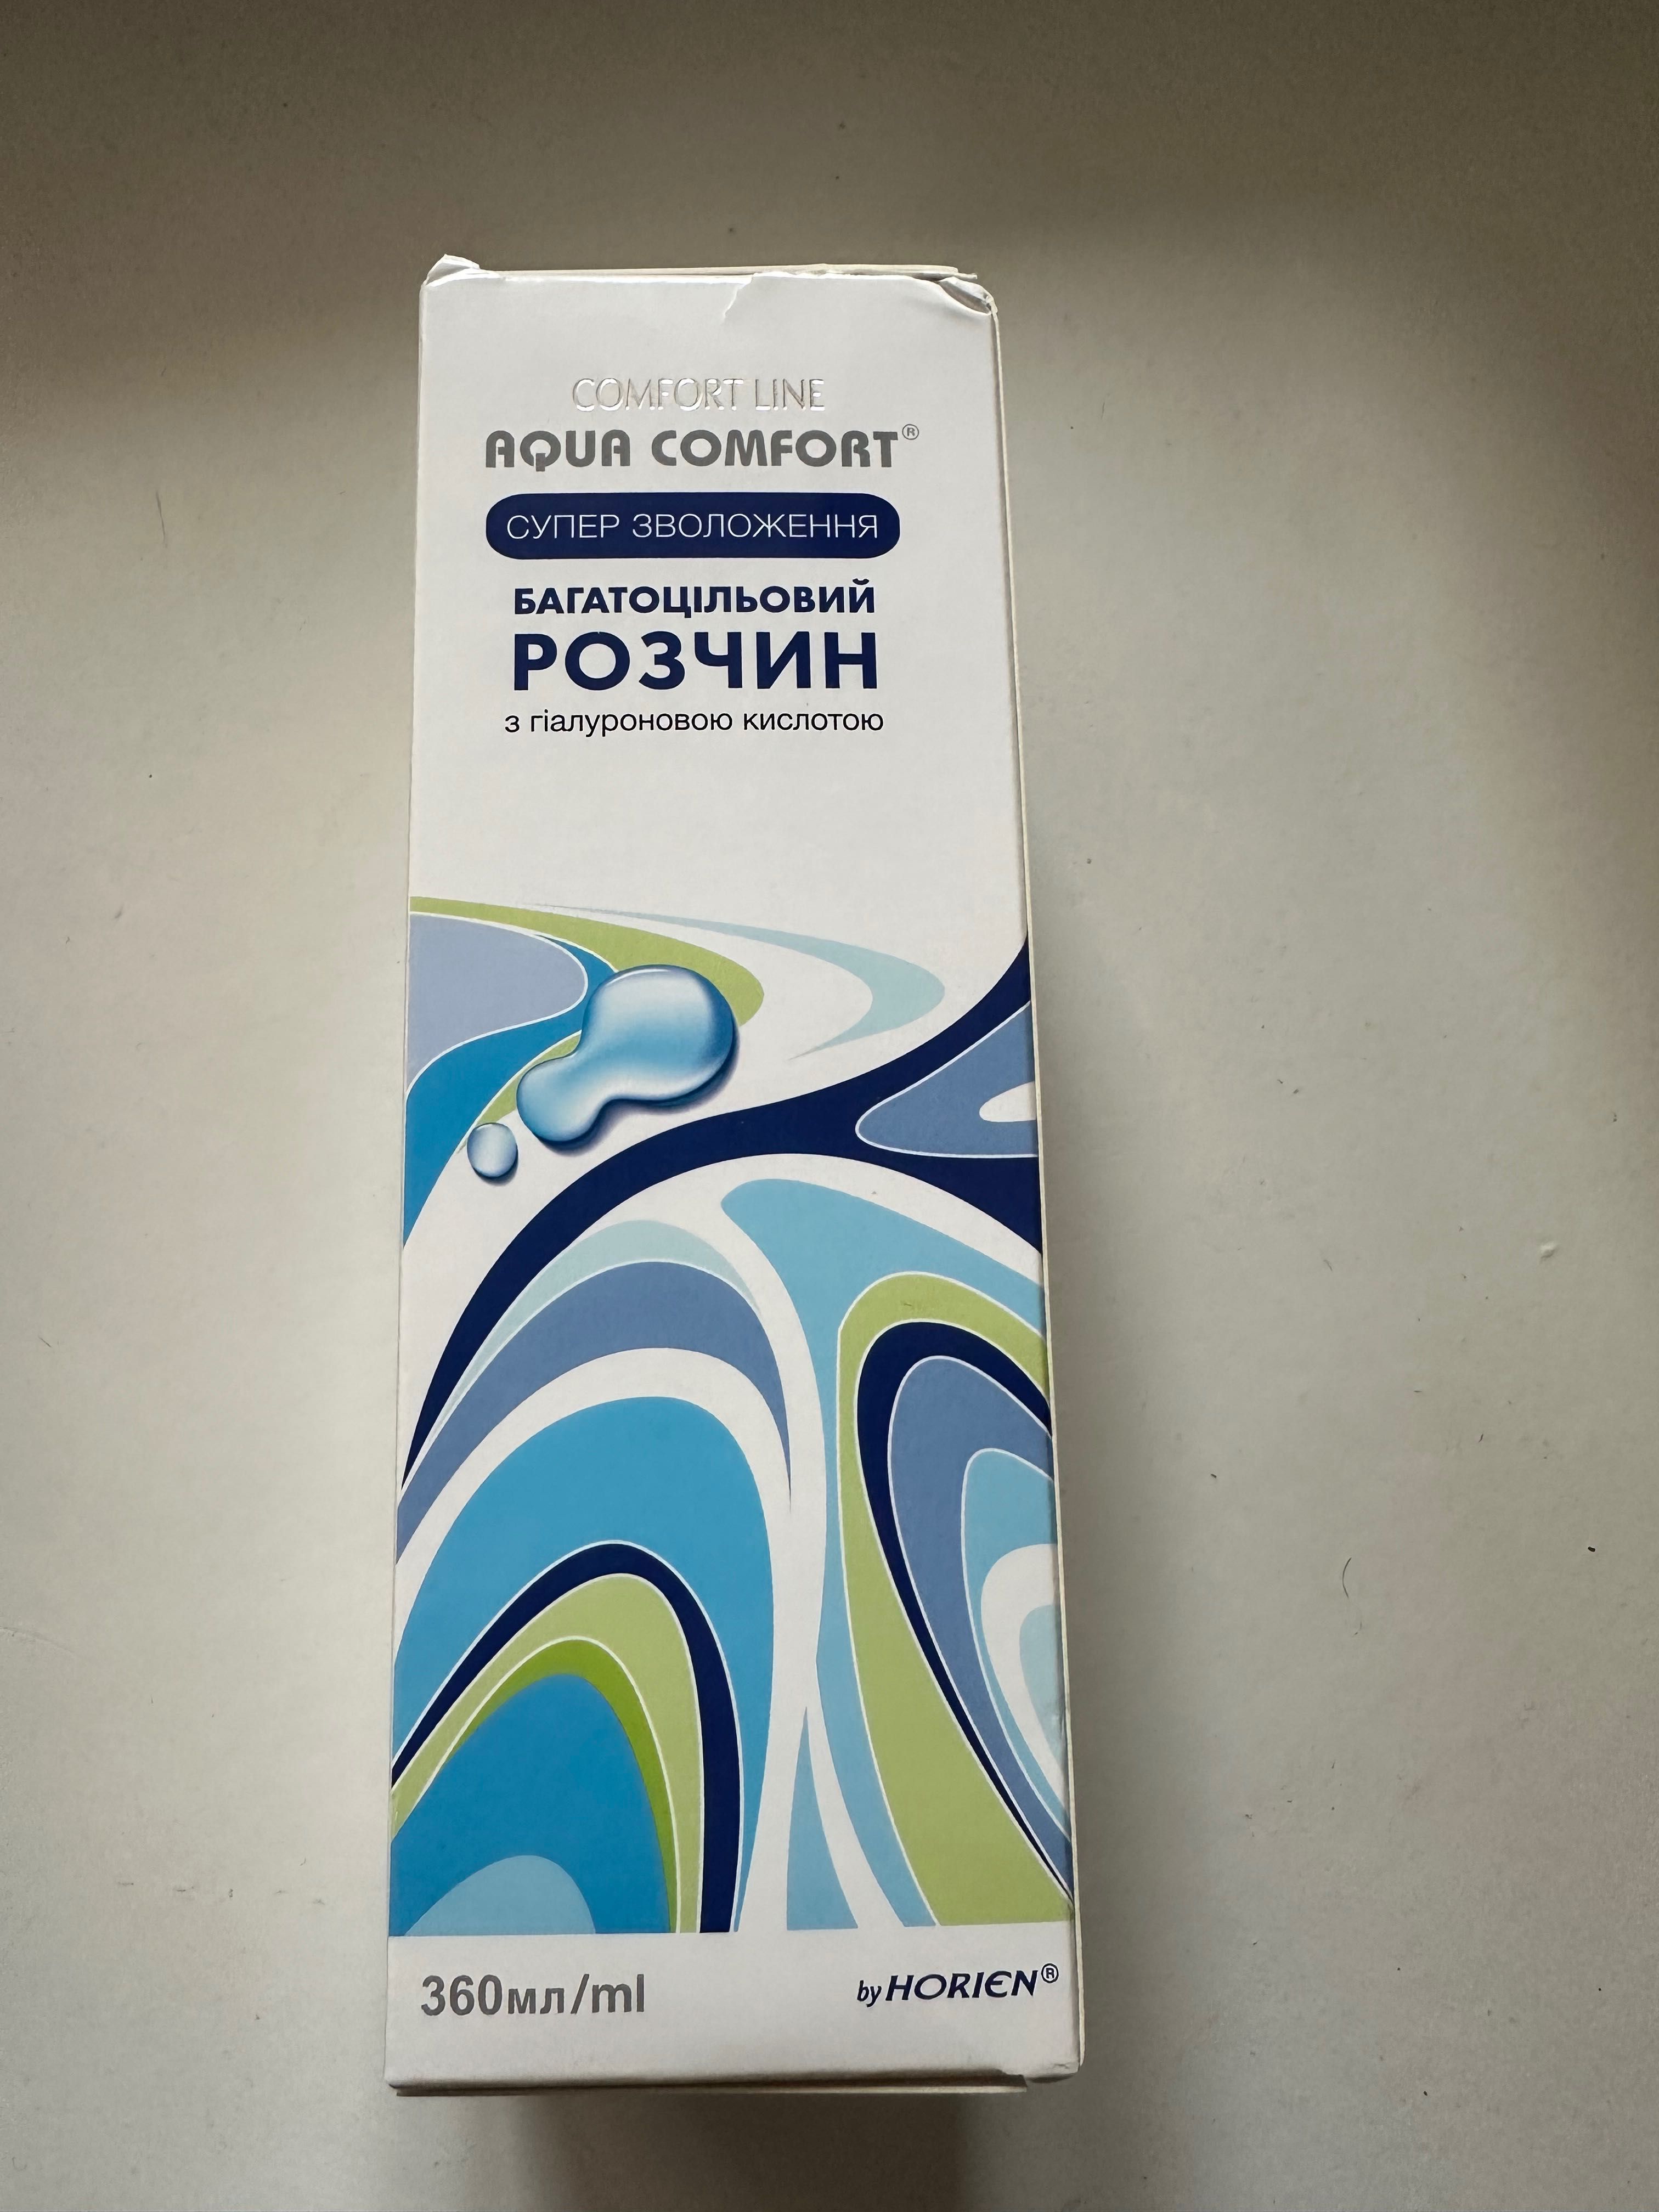 COMFORT LINE
AQUA COMFORT®
СУПЕР ЗВОЛОЖЕННЯ
БАГАТОЦІЛЬОВИЙ
РОЗЧИН
з гіалуроновою кислотою
360мл/ml
by HORIEN®